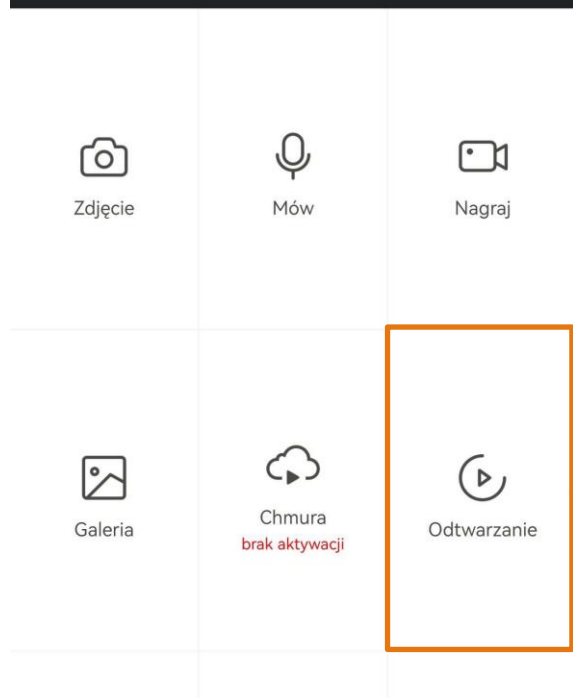 Zdjęcie
Mów
Nagraj
Galeria
Chmura
brak aktywacji
Odtwarzanie